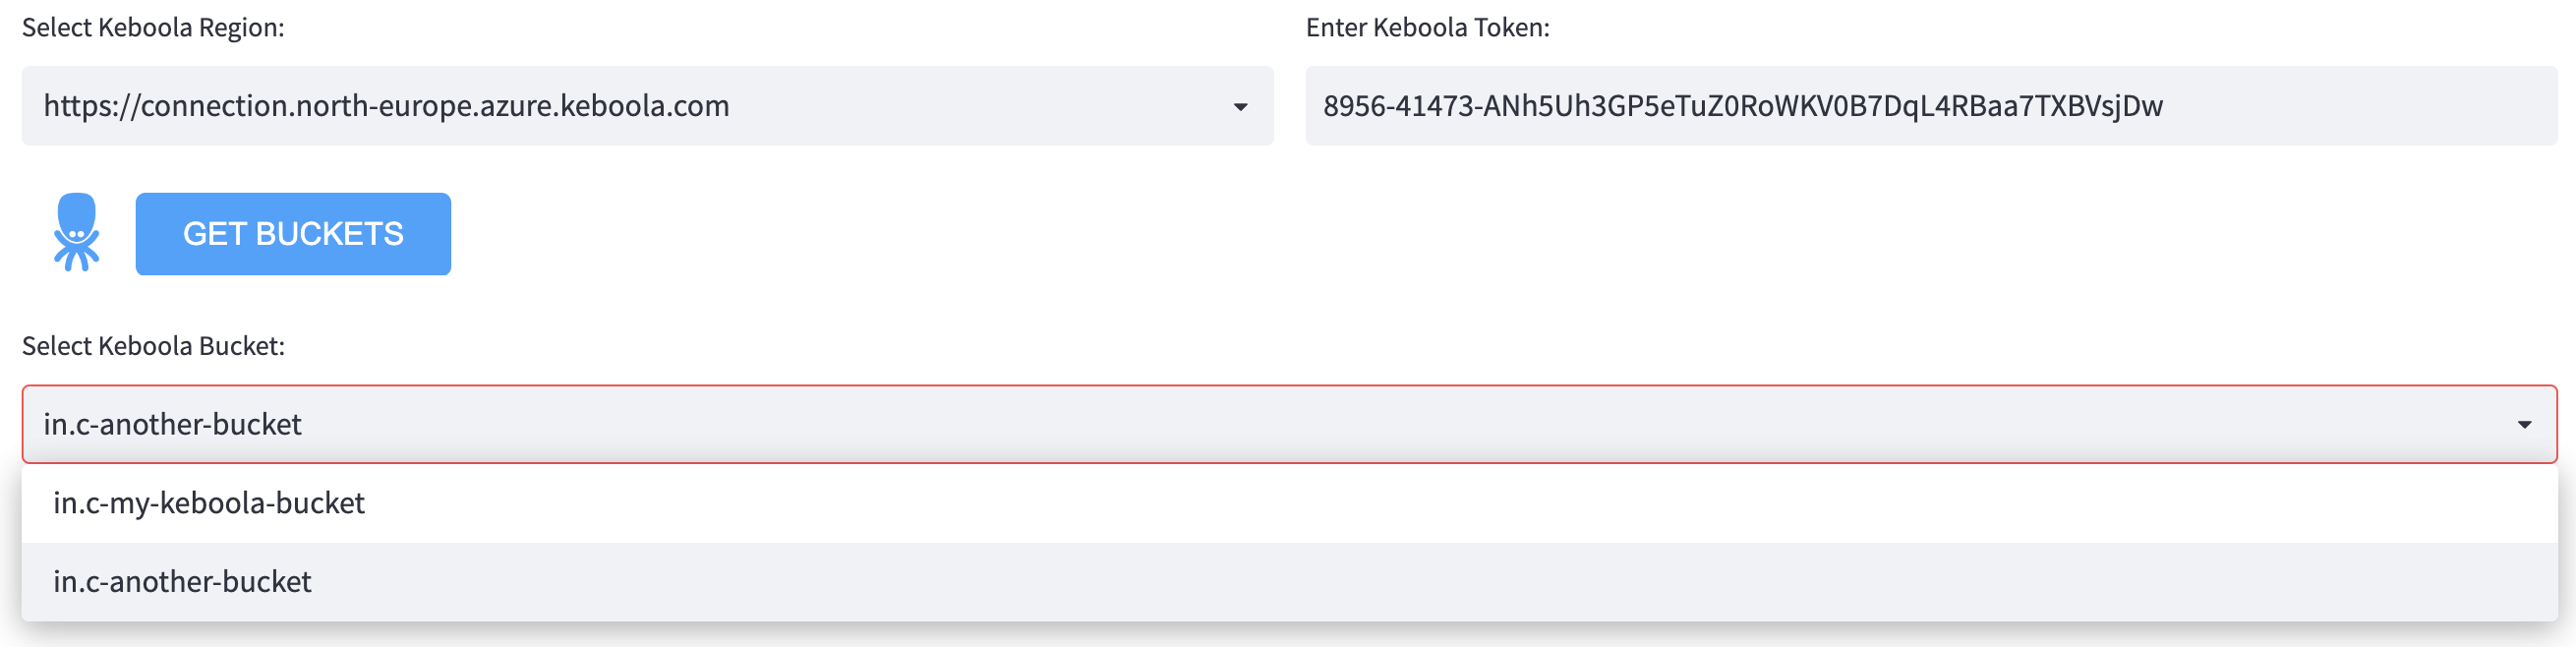 Select Keboola Region:
Enter Keboola Token:
https://connection.north-europe.azure.keboola.com
8956-41473-ANh5Uh3GP5eTuZ0RoWKV0B7DqL4RBaa7TXBVsjDw
GET BUCKETS
Select Keboola Bucket:
in.c-another-bucket
in.c-my-keboola-bucket
in.c-another-bucket